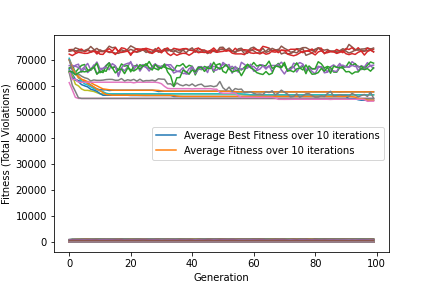 70000
60000
50000
40000
30000
20000
10000
0
Fitness (Total Violations)
Average Best Fitness over 10 iterations
Average Fitness over 10 iterations
0 20 40 60 80 100
Generation